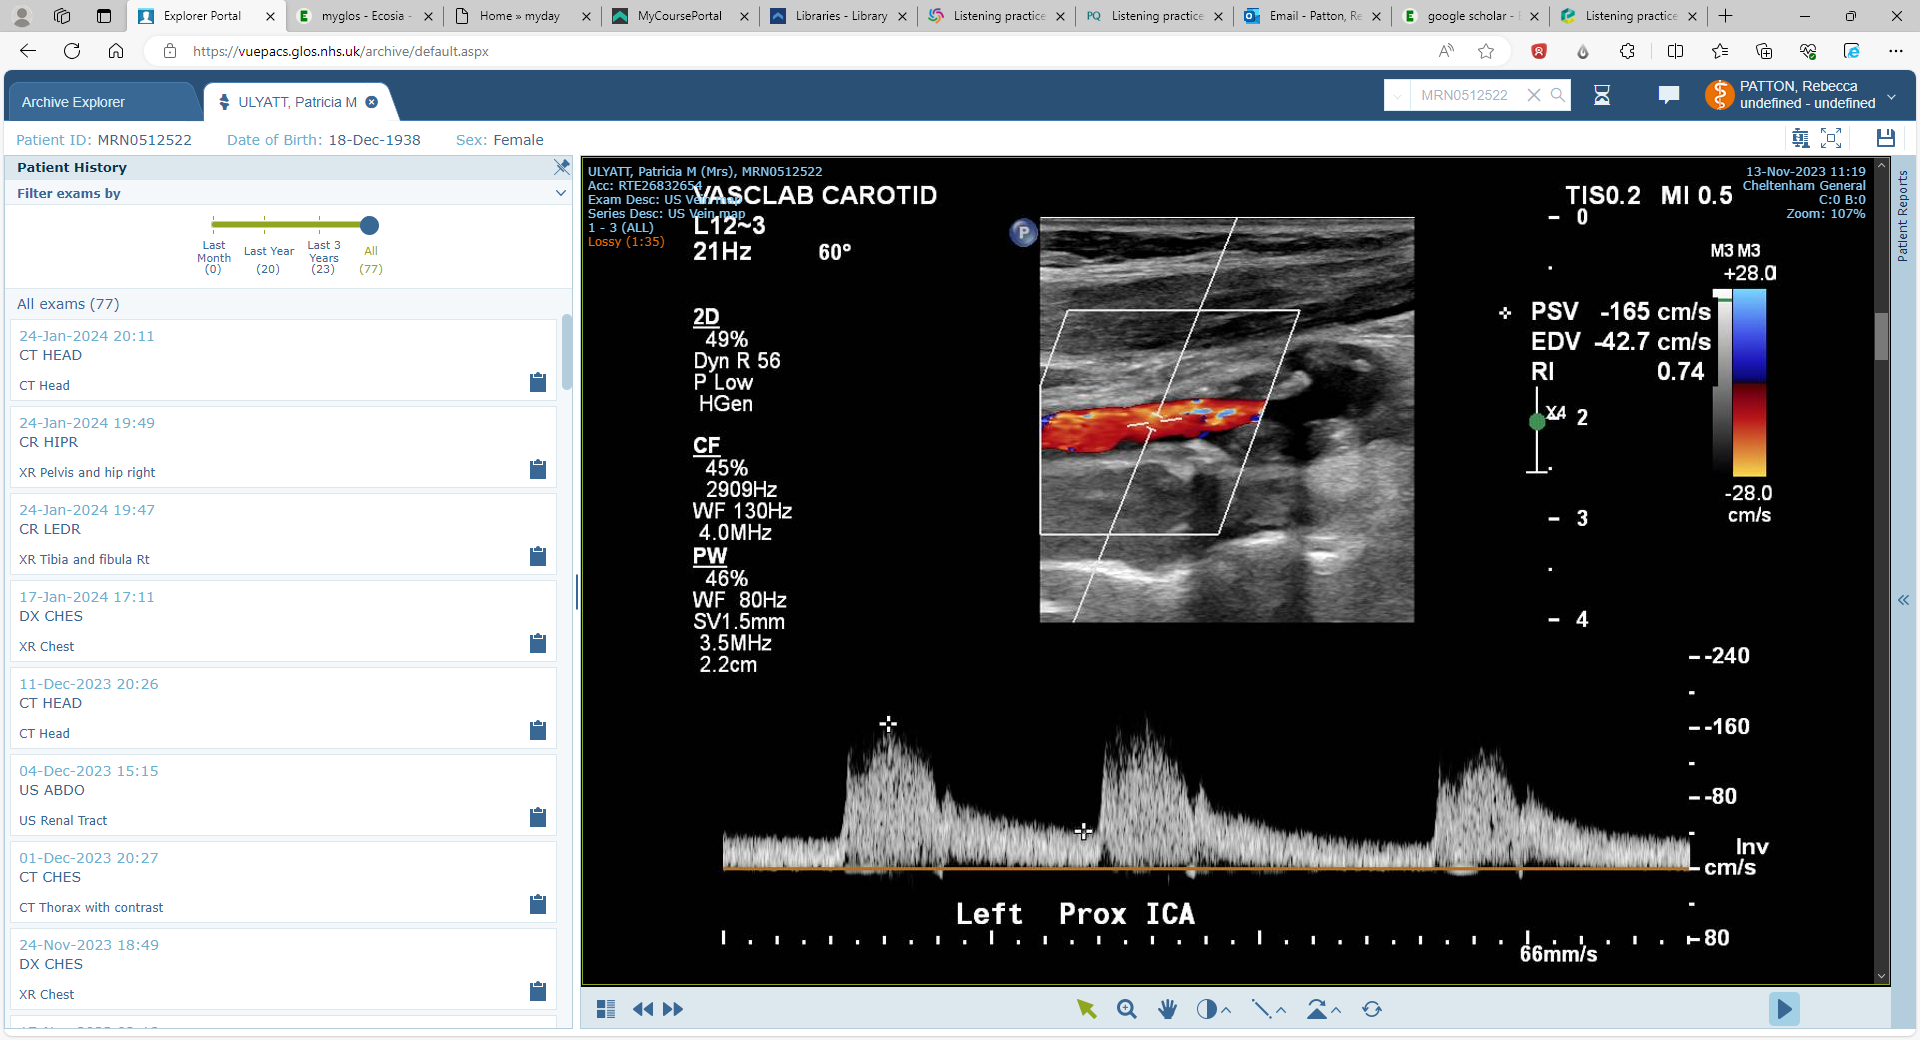 Explorer Portal
myglos - Ecosia -
Home » myday
MyCoursePortal
Libraries - Library
Listening practice
Listening practice
Email - Patton, Re
google scholar -
Listening practice
https://vuepacs.glos.nhs.uk/archive/default.aspx
Archive Explorer
ULYATT, Patricia M
MRN0512522
PATTON, Rebecca
undefined - undefined
Patient ID: MRN0512522 Date of Birth: 18-Dec-1938 Sex: Female
Patient History
Filter exams by
Last Month (0)
Last Year (20)
Last 3 Years (23)
All (77)
All exams (77)
24-Jan-2024 20:11
CT HEAD
CT Head
24-Jan-2024 19:49
CR HIPR
XR Pelvis and hip right
24-Jan-2024 19:47
CR LEDR
XR Tibia and fibula Rt
17-Jan-2024 17:11
DX CHES
XR Chest
11-Dec-2023 20:26
CT HEAD
CT Head
04-Dec-2023 15:15
US ABDO
US Renal Tract
01-Dec-2023 20:27
CT CHES
CT Thorax with contrast
24-Nov-2023 18:49
DX CHES
XR Chest
ULYATT, Patricia M (Mrs), MRN0512522
Acc: RTE26832654
Exam Desc: US Vein map
Series Desc: US Vein map
1 - 3 (ALL)
Lossy (1:35)
VASCLAB CAROTID
L12~3
21Hz 60°
2D
49%
Dyn R 56
P Low
HGen
CF
45%
2909Hz
WF 130Hz
4.0MHz
PW
46%
WF 80Hz
SV1.5mm
3.5MHz
2.2cm
P
13-Nov-2023 11:19
Cheltenham General
C:0 B:0
Zoom: 107%
TIS0.2 MI 0.5
0
M3 M3
+28.0
PSV -165 cm/s
EDV -42.7 cm/s
RI 0.74
X4
2
-28.0
cm/s
3
4
-240
-160
-80
Inv
cm/s
80
Left Prox ICA
66mm/s
Patient Reports